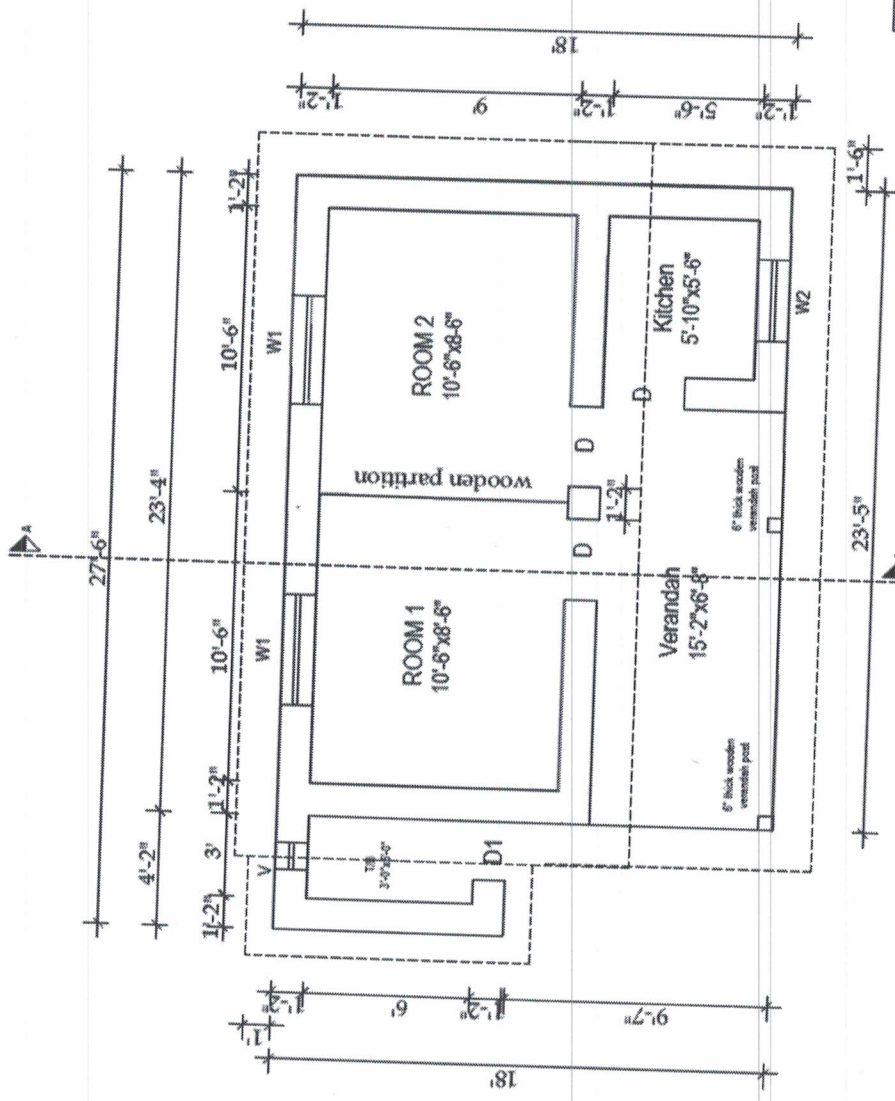 A
27'-6"
23'-4"
4'-2"
1'-2"
3'
1'-2"
10'-6"
10'-6"
1'-2"
V
W1
W1
1'
18'
1'-2"
6'
1'-2"
9'-7"
ROOM 1
10'-6"x8'-6"
wooden partition
ROOM 2
10'-6"x8-6"
1'-2"
9'
1'-2"
5'-6"
1'-2"
18'
3'-0"x5'-0"
D1
D
D
1'-2"
D
Verandah
15'-2"x6'-8"
Kitchen
5'-10"x5'-6"
6" thick wooden
verandah post
6" thick wooden
verandah post
W2
23'-5"
1'-6"